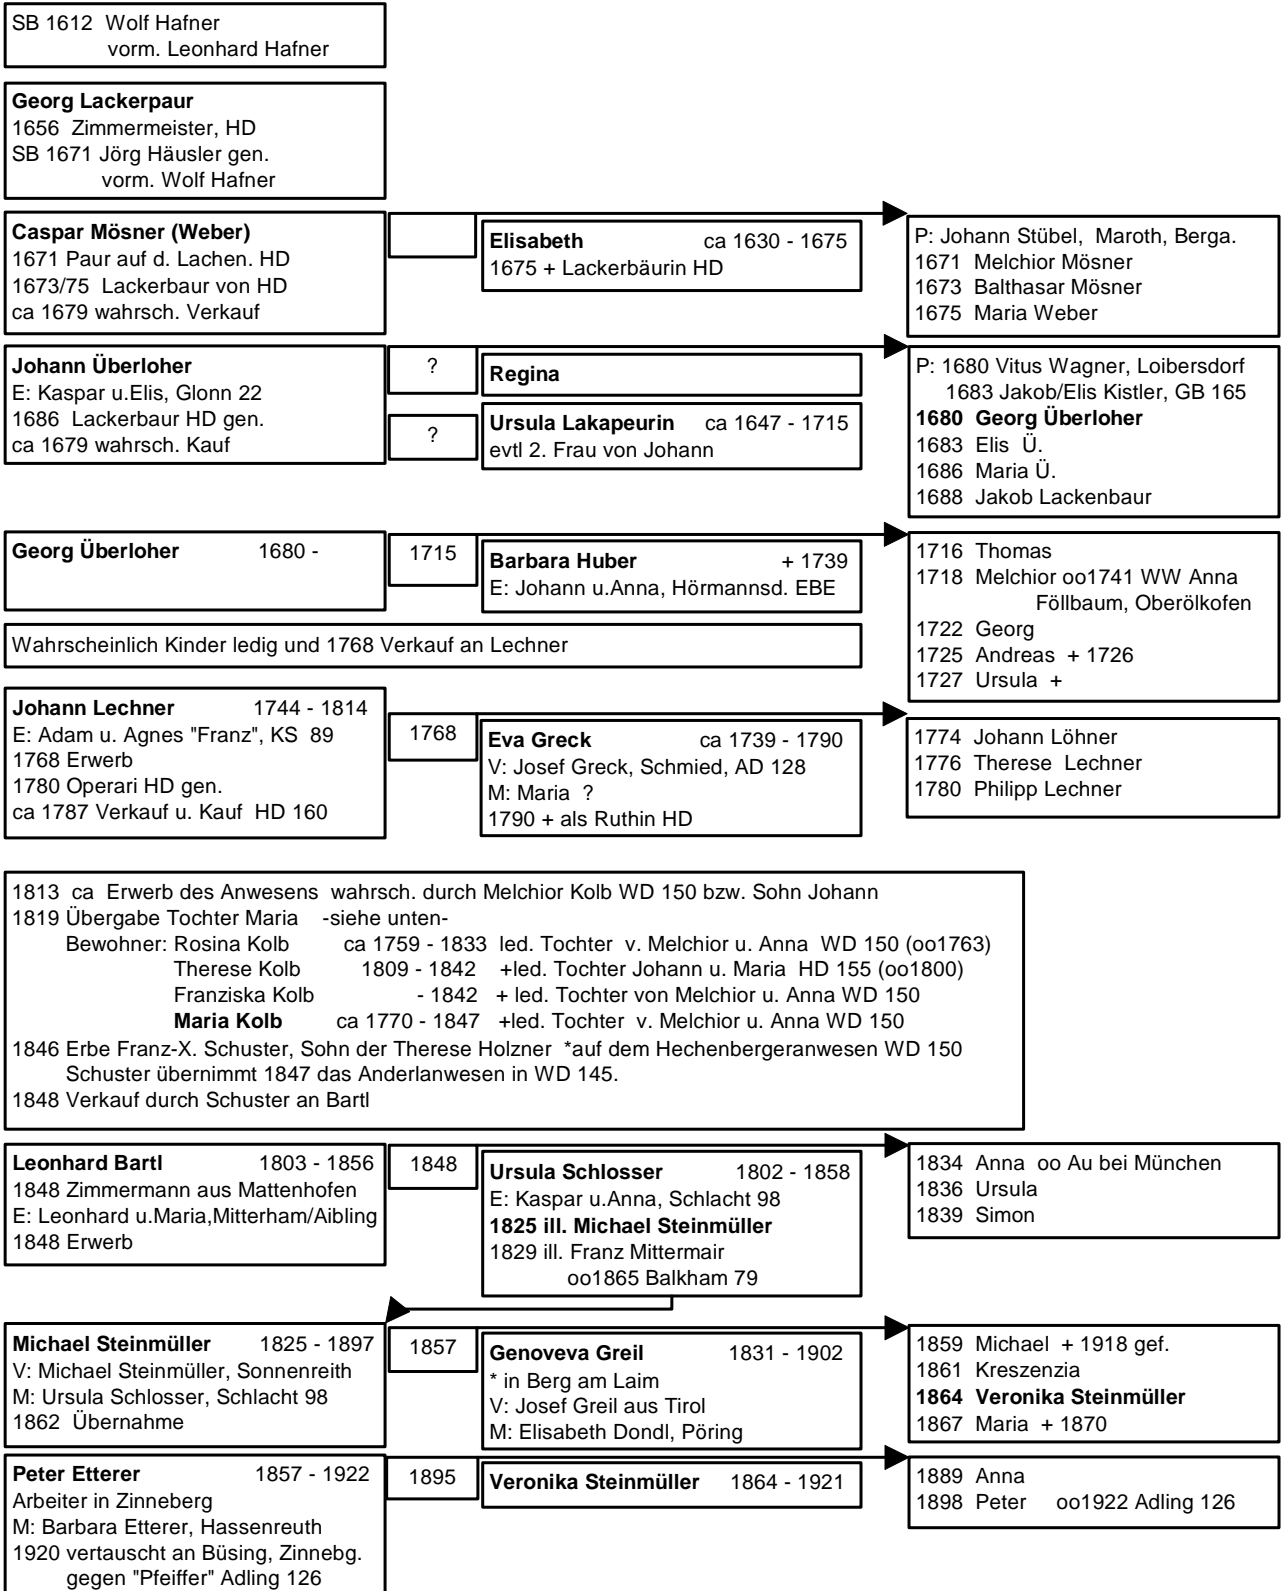 SB 1612 Wolf Hafner
vorm. Leonhard Hafner
Georg Lackerpaur
1656 Zimmermeister, HD
SB 1671 Jörg Häusler gen.
vorm. Wolf Hafner
Caspar Mösner (Weber)
1671 Paur auf d. Lachen. HD
1673/75 Lackerbaur von HD
ca 1679 wahrsch. Verkauf
Elisabeth ca 1630 - 1675
1675 + Lackerbäurin HD
P: Johann Stübel, Maroth, Berga.
1671 Melchior Mösner
1673 Balthasar Mösner
1675 Maria Weber
Johann Überloher
E: Kaspar u.Elis, Glonn 22
1686 Lackerbaur HD gen.
ca 1679 wahrsch. Kauf
?
Regina
?
Ursula Lakapeurin ca 1647 - 1715
evtl 2. Frau von Johann
P: 1680 Vitus Wagner, Loibersdorf
1683 Jakob/Elis Kistler, GB 165
1680 Georg Überloher
1683 Elis Ü.
1686 Maria Ü.
1688 Jakob Lackenbaur
Georg Überloher 1680 -
1715
Barbara Huber + 1739
E: Johann u.Anna, Hörmannsd. EBE
1716 Thomas
1718 Melchior oo1741 WW Anna
Föllbaum, Oberölkofen
1722 Georg
1725 Andreas + 1726
1727 Ursula +
Wahrscheinlich Kinder ledig und 1768 Verkauf an Lechner
Johann Lechner 1744 - 1814
E: Adam u. Agnes "Franz", KS 89
1768 Erwerb
1780 Operari HD gen.
ca 1787 Verkauf u. Kauf HD 160
1768
Eva Greck ca 1739 - 1790
V: Josef Greck, Schmied, AD 128
M: Maria ?
1790 + als Ruthin HD
1774 Johann Löhner
1776 Therese Lechner
1780 Philipp Lechner
1813 ca Erwerb des Anwesens wahrsch. durch Melchior Kolb WD 150 bzw. Sohn Johann
1819 Übergabe Tochter Maria -siehe unten-
Bewohner: Rosina Kolb ca 1759 - 1833 led. Tochter v. Melchior u. Anna WD 150 (oo1763)
Therese Kolb 1809 - 1842 +led. Tochter Johann u. Maria HD 155 (oo1800)
Franziska Kolb - 1842 + led. Tochter von Melchior u. Anna WD 150
Maria Kolb ca 1770 - 1847 +led. Tochter v. Melchior u. Anna WD 150
1846 Erbe Franz-X. Schuster, Sohn der Therese Holzner *auf dem Hechenbergeranwesen WD 150
Schuster übernimmt 1847 das Anderlanwesen in WD 145.
1848 Verkauf durch Schuster an Bartl
Leonhard Bartl 1803 - 1856
1848 Zimmermann aus Mattenhofen
E: Leonhard u.Maria,Mitterham/Aibling
1848 Erwerb
1848
Ursula Schlosser 1802 - 1858
E: Kaspar u.Anna, Schlacht 98
1825 ill. Michael Steinmüller
1829 ill. Franz Mittermair
oo1865 Balkham 79
1834 Anna oo Au bei München
1836 Ursula
1839 Simon
Michael Steinmüller 1825 - 1897
V: Michael Steinmüller, Sonnenreith
M: Ursula Schlosser, Schlacht 98
1862 Übernahme
1857
Genoveva Greil 1831 - 1902
* in Berg am Laim
V: Josef Greil aus Tirol
M: Elisabeth Dondl, Pöring
1859 Michael + 1918 gef.
1861 Kreszenzia
1864 Veronika Steinmüller
1867 Maria + 1870
Peter Etterer 1857 - 1922
Arbeiter in Zinneberg
M: Barbara Etterer, Hassenreuth
1920 vertauscht an Büsing, Zinnebg.
gegen "Pfeiffer" Adling 126
1895
Veronika Steinmüller 1864 - 1921
1889 Anna
1898 Peter oo1922 Adling 126